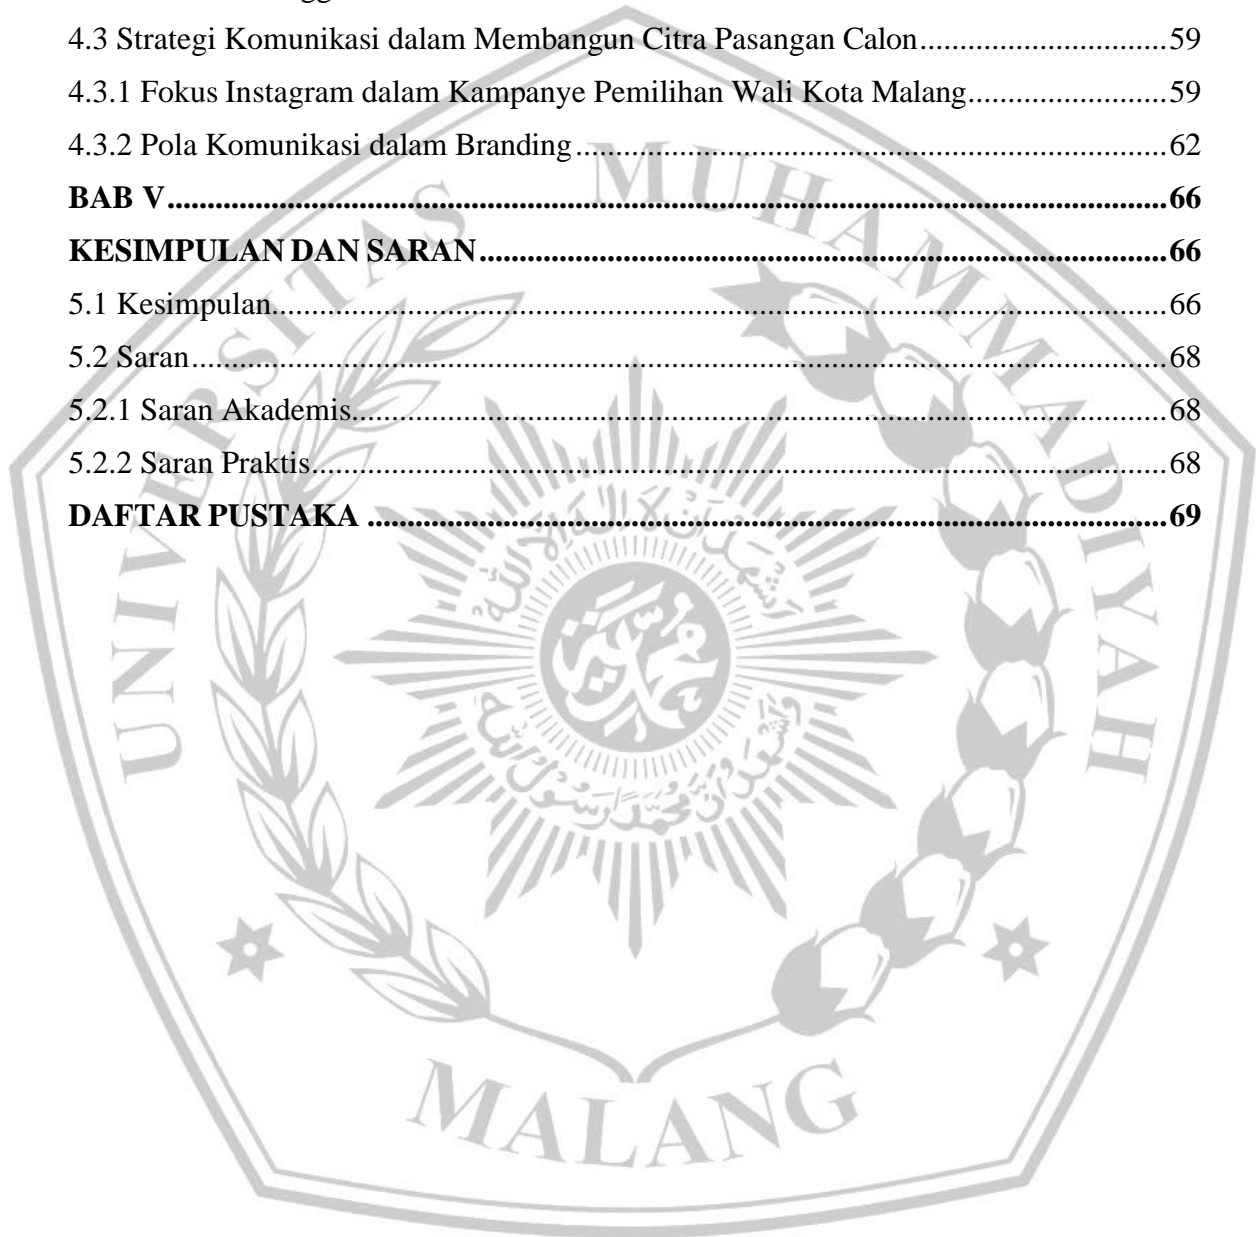 4.3 Strategi Komunikasi dalam Membangun Citra Pasangan Calon...............................59
4.3.1 Fokus Instagram dalam Kampanye Pemilihan Wali Kota Malang.........................59
4.3.2 Pola Komunikasi dalam Branding..........................................................................62
BAB V.............................................................................................................................66
KESIMPULAN DAN SARAN......................................................................................66
5.1 Kesimpulan................................................................................................................66
5.2 Saran..........................................................................................................................68
5.2.1 Saran Akademis......................................................................................................68
5.2.2 Saran Praktis...........................................................................................................68
DAFTAR PUSTAKA ....................................................................................................69
UNIVERSITAS MUHAMMADIYAH
MALANG